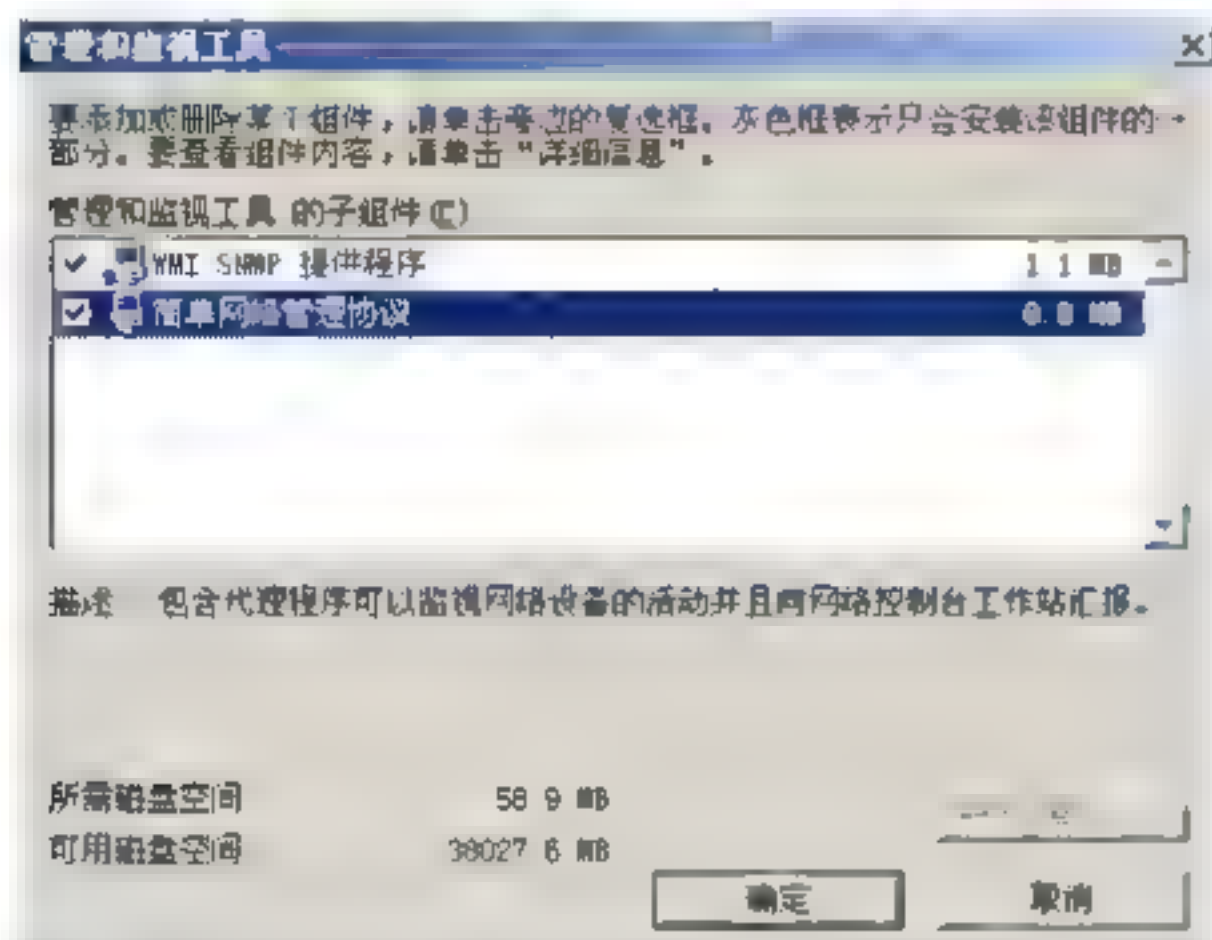 管理和监视工具
要添加或删除某个组件，请单击旁边的复选框。灰色框表示只会安装该组件的一
部分。要查看组件内容，请单击“详细信息”。
管理和监视工具 的子组件(C)
WMI SNMP 提供程序 1 1 MB
简单网络管理协议 0.0 MB
描述 包含代理程序可以监视网络设备的活动并且向网络控制台工作站汇报。
所需磁盘空间 58 9 MB
可用磁盘空间 38027 6 MB
确定 取消